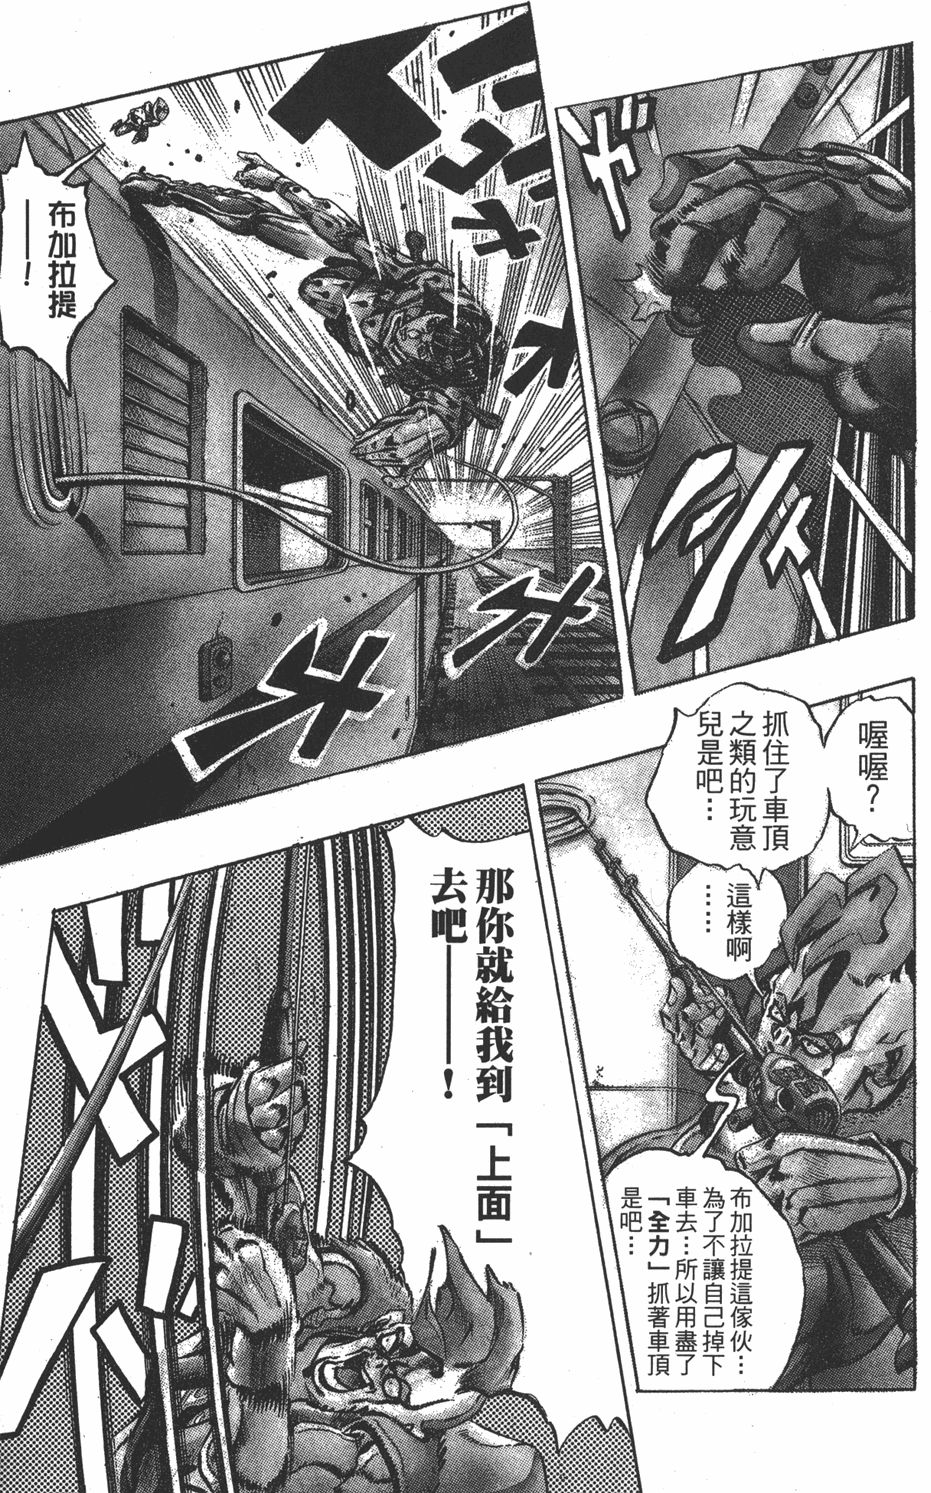 布加拉提
——！
喔喔？
抓住了車頂
之類的玩意
兒是吧…
這樣啊
……
布加拉提這傢伙…
為了不讓自己掉下
車去…所以用盡了
「全力」抓著車頂
是吧…
那你就給我到「上面」
去吧——！